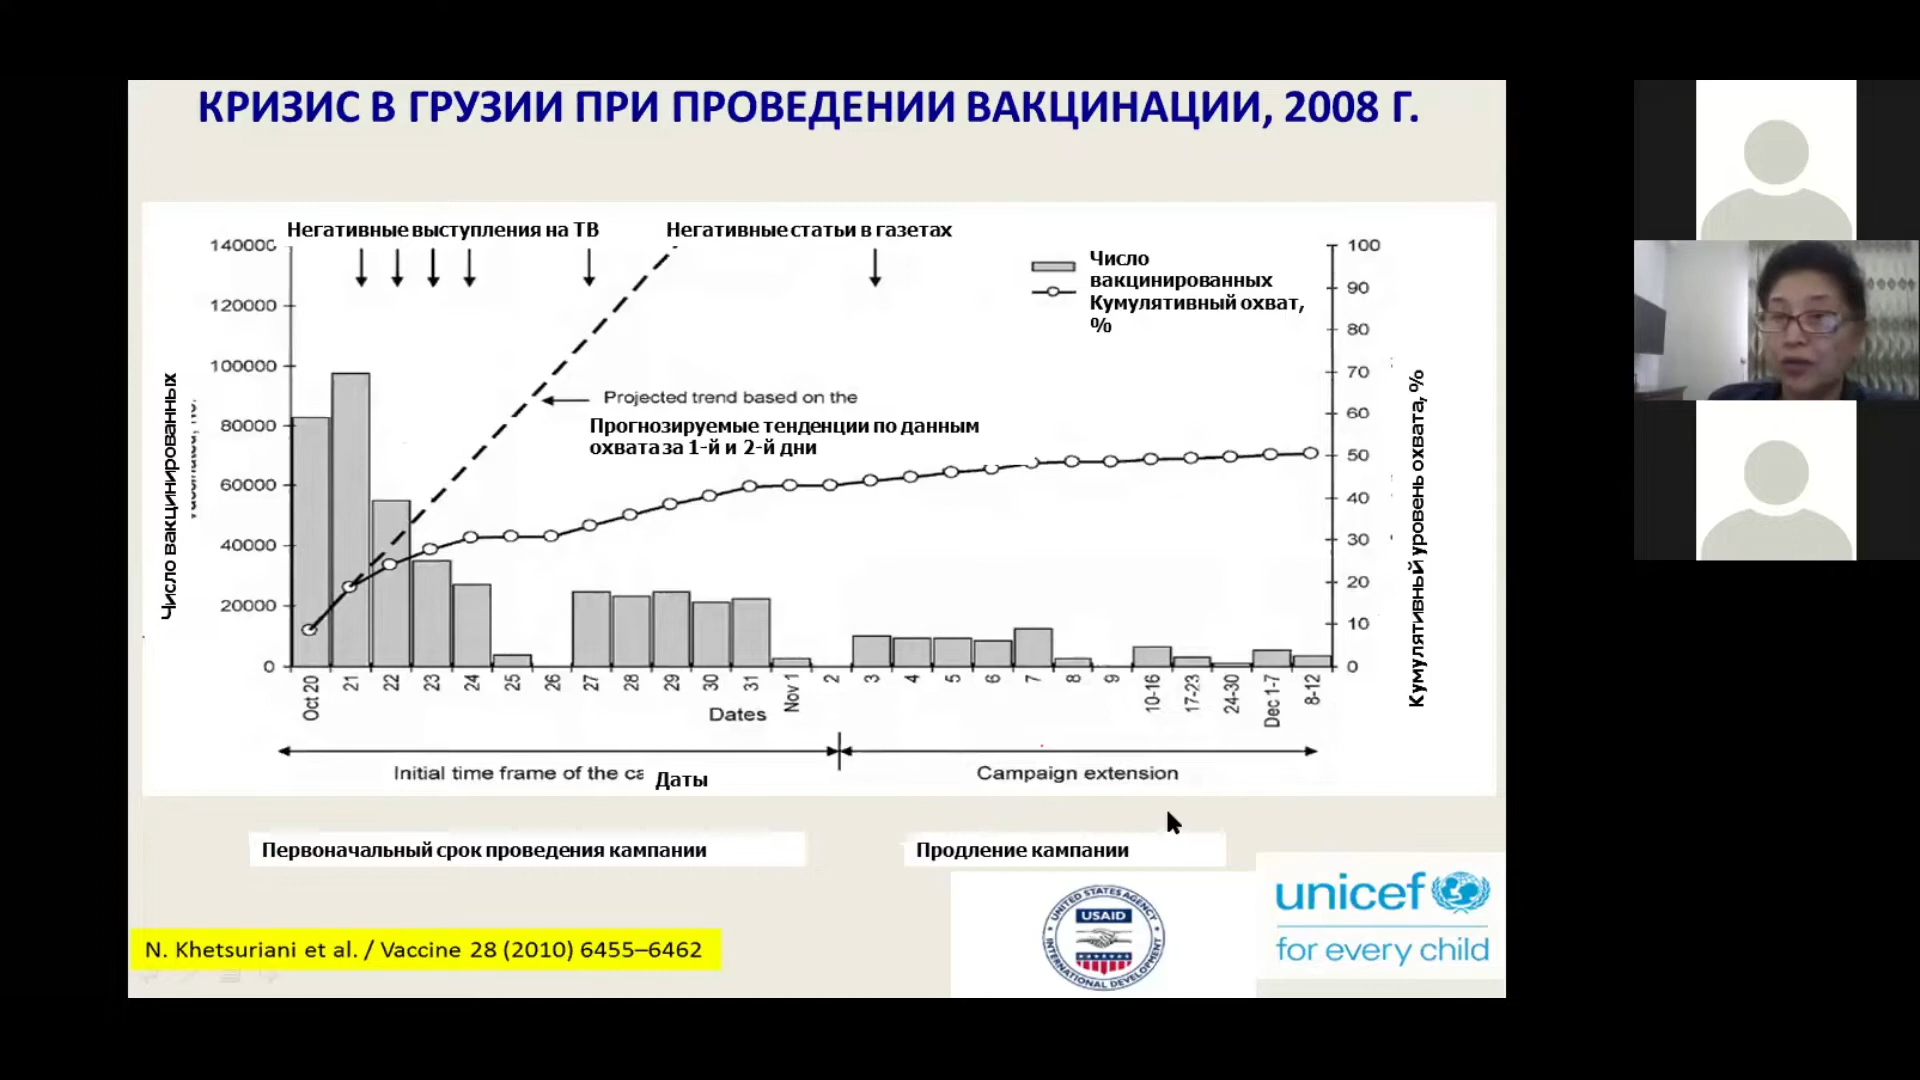 КРИЗИС В ГРУЗИИ ПРИ ПРОВЕДЕНИИ ВАКЦИНАЦИИ, 2008 Г.
Негативные выступления на ТВ
Негативные статьи в газетах
Число
вакцинированных
Кумулятивный охват,
%
140000
120000
100000
80000
60000
40000
20000
0
100
90
80
70
60
50
40
30
20
10
0
Число вакцинированных
Кумулятивный уровень охвата, %
Projected trend based on the
Прогнозируемые тенденции по данным
охвата за 1-й и 2-й дни
Oct 20
21
22
23
24
25
26
27
28
29
30
31
Nov 1
2
3
4
5
6
7
8
9
10-16
17-23
24-30
Dec 1-7
8-12
Dates
Initial time frame of the ca
Даты
Campaign extension
Первоначальный срок проведения кампании
Продление кампании
N. Khetsuriani et al. / Vaccine 28 (2010) 6455–6462
UNITED STATES AGENCY
USAID
INTERNATIONAL DEVELOPMENT
unicef
for every child